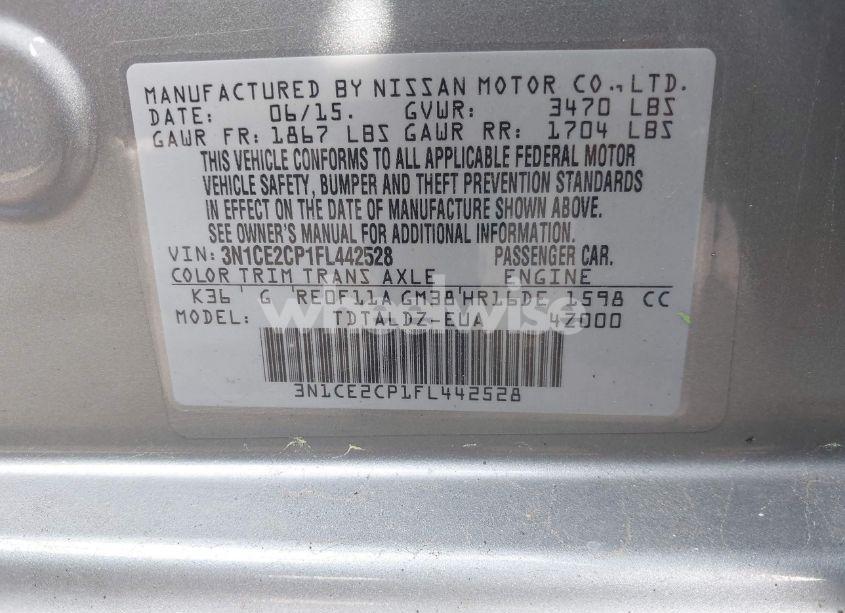 MANUFACTURED BY NISSAN MOTOR CO., LTD.
DATE: 06/15. GVWR: 3470 LBS
GAWR FR: 1867 LBS GAWR RR: 1704 LBS
THIS VEHICLE CONFORMS TO ALL APPLICABLE FEDERAL MOTOR
VEHICLE SAFETY, BUMPER AND THEFT PREVENTION STANDARDS
IN EFFECT ON THE DATE OF MANUFACTURE SHOWN ABOVE.
SEE OWNER'S MANUAL FOR ADDITIONAL INFORMATION.
VIN: 3N1CE2CP1FL442528 PASSENGER CAR.
COLOR TRIM TRANS AXLE ENGINE
K36 G RE0F11A GM38 HR16DE 1598 CC
MODEL: TDTALDZ-EUA 4Z000
3N1CE2CP1FL442528
wheelwise